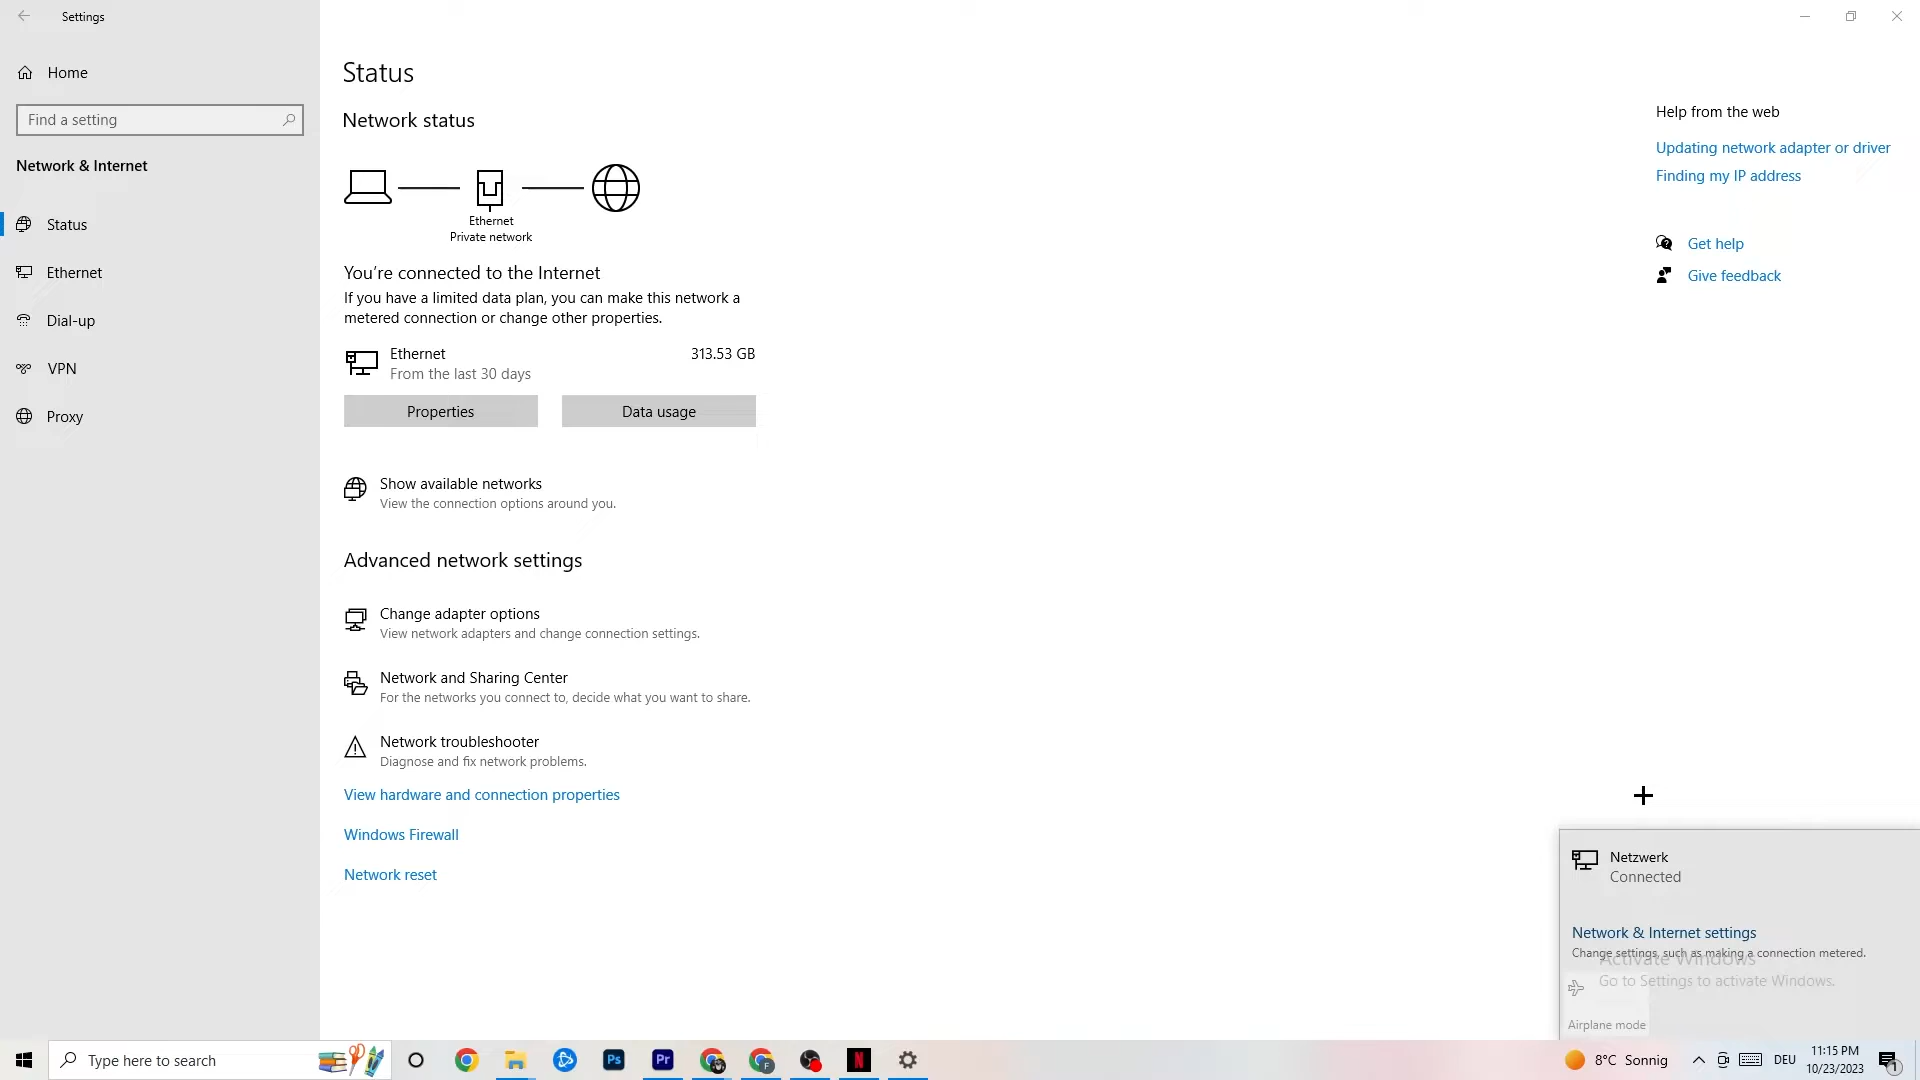 Settings
Home
Find a setting
Network & Internet
Status
Ethernet
Dial-up
VPN
Proxy
Status
Network status
Ethernet
Private network
You're connected to the Internet
If you have a limited data plan, you can make this network a
metered connection or change other properties.
Ethernet 313.53 GB
From the last 30 days
Properties Data usage
Show available networks
View the connection options around you.
Advanced network settings
Change adapter options
View network adapters and change connection settings.
Network and Sharing Center
For the networks you connect to, decide what you want to share.
Network troubleshooter
Diagnose and fix network problems.
View hardware and connection properties
Windows Firewall
Network reset
Help from the web
Updating network adapter or driver
Finding my IP address
Get help
Give feedback
Netzwerk
Connected
Network & Internet settings
Change settings, such as making a connection metered.
Activate Windows
Go to Settings to activate Windows.
Airplane mode
Type here to search
Ps
Pr
F
N
8°C Sonnig
DEU
11:15 PM
10/23/2023
1